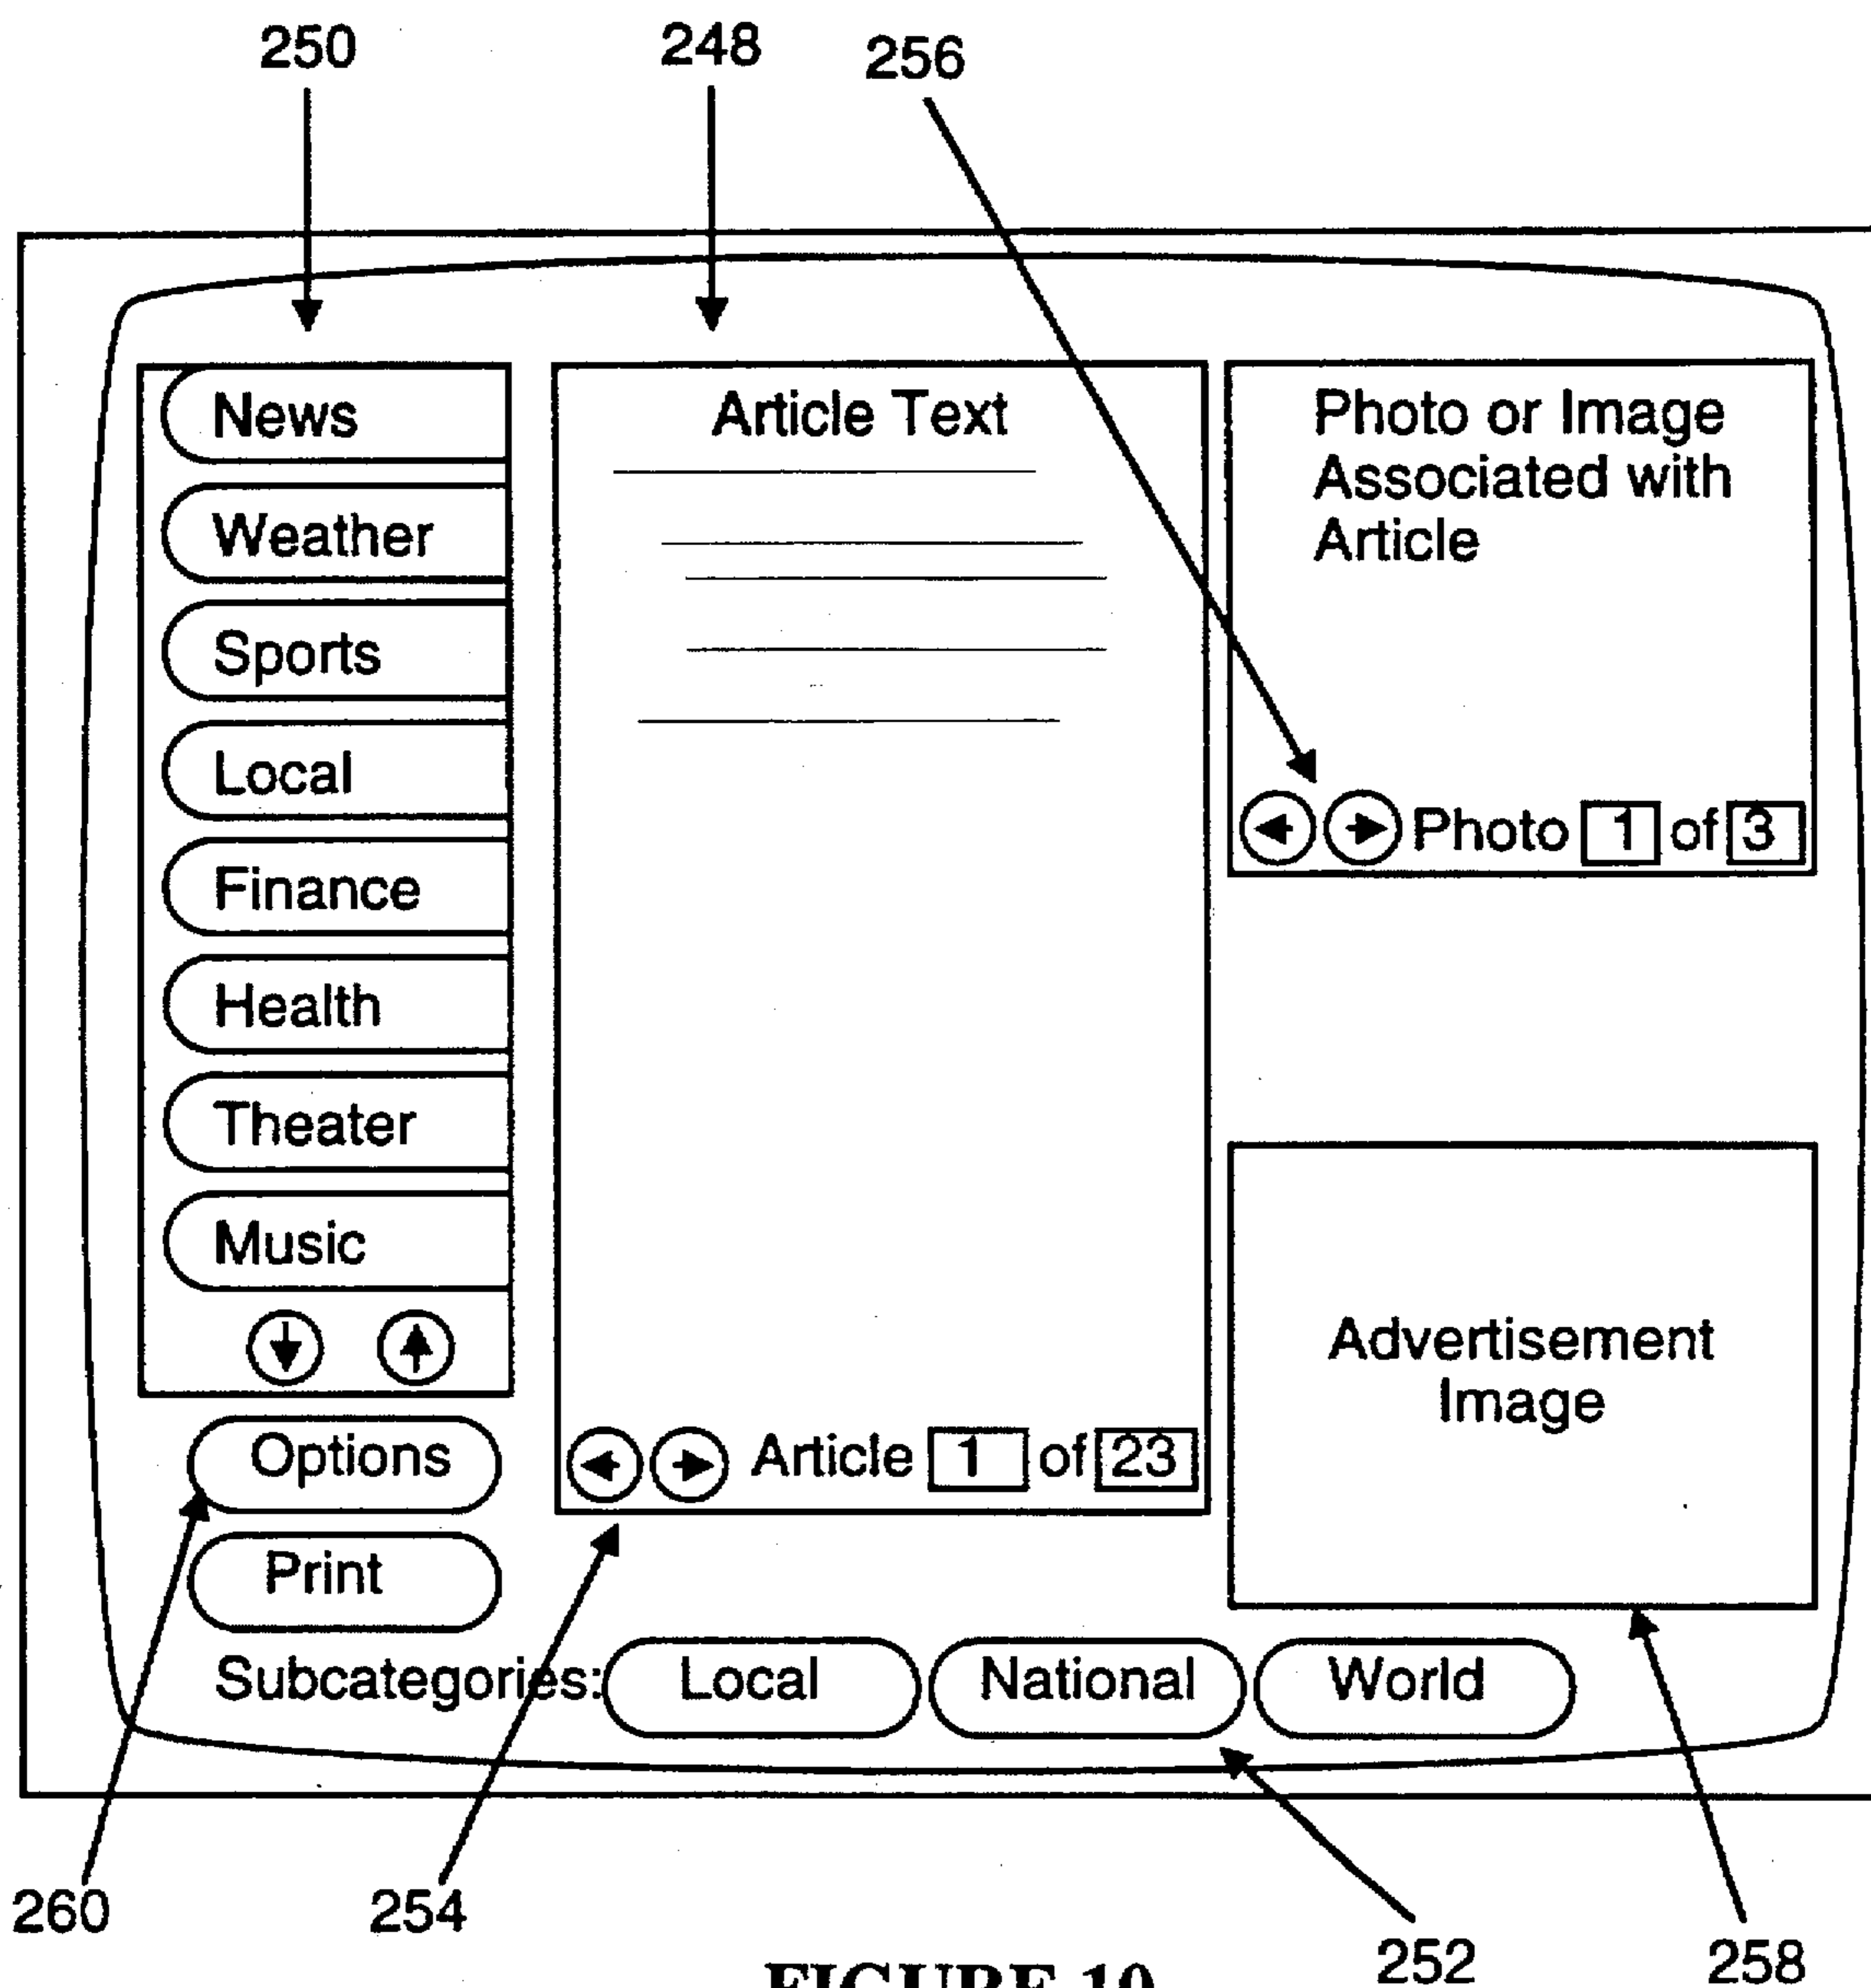 250
248
256
News
Weather
Sports
Local
Finance
Health
Theater
Music
Options
Print
Article Text
Article 1 of 23
Photo or Image
Associated with
Article
Photo 1 of 3
Advertisement
Image
Subcategories: Local National World
260
254
252
258
FIGURE 10